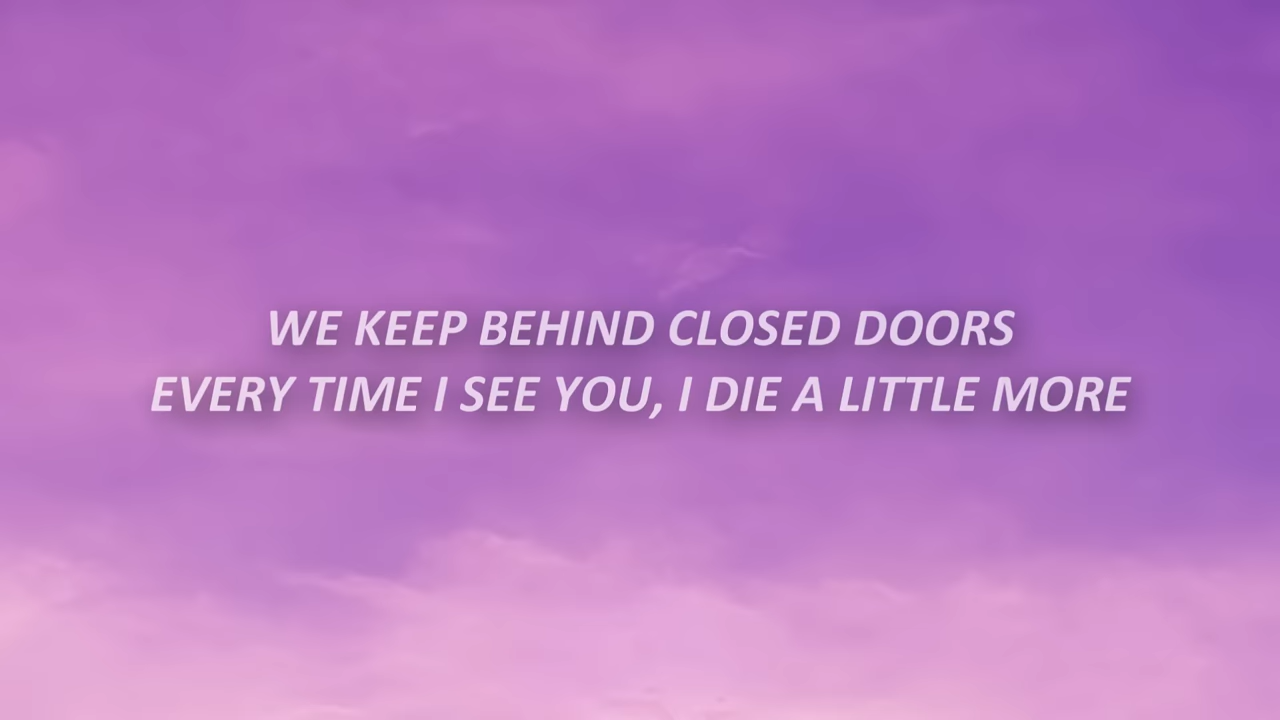 WE KEEP BEHIND CLOSED DOORS
EVERY TIME I SEE YOU, I DIE A LITTLE MORE